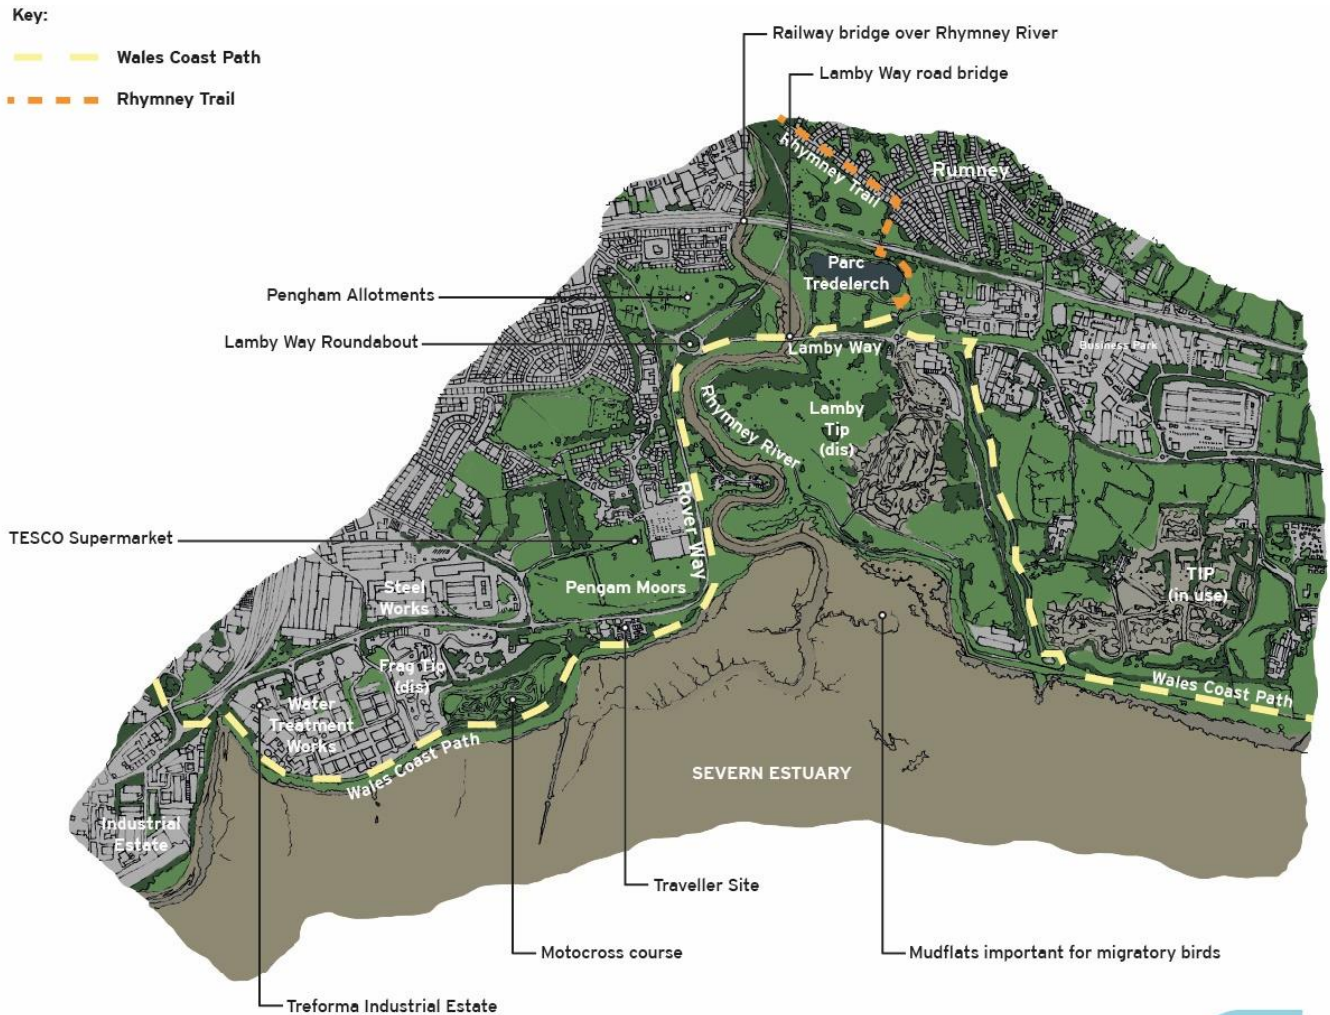 Key:
Wales Coast Path
Rhymney Trail
Railway bridge over Rhymney River
Lamby Way road bridge
Rhymney Trail
Rumney
Parc
Tredelerch
Pengham Allotments
Lamby Way Roundabout
Lamby Way
Business Park
Rhymney River
Lamby
Tip
(dis)
Rover Way
TESCO Supermarket
Steel
Works
Pengam Moors
TIP
(in use)
Frag Tip
(dis)
Water
Treatment
Works
Wales Coast Path
Wales Coast Path
SEVERN ESTUARY
Industrial
Estate
Traveller Site
Motocross course
Mudflats important for migratory birds
Treforma Industrial Estate